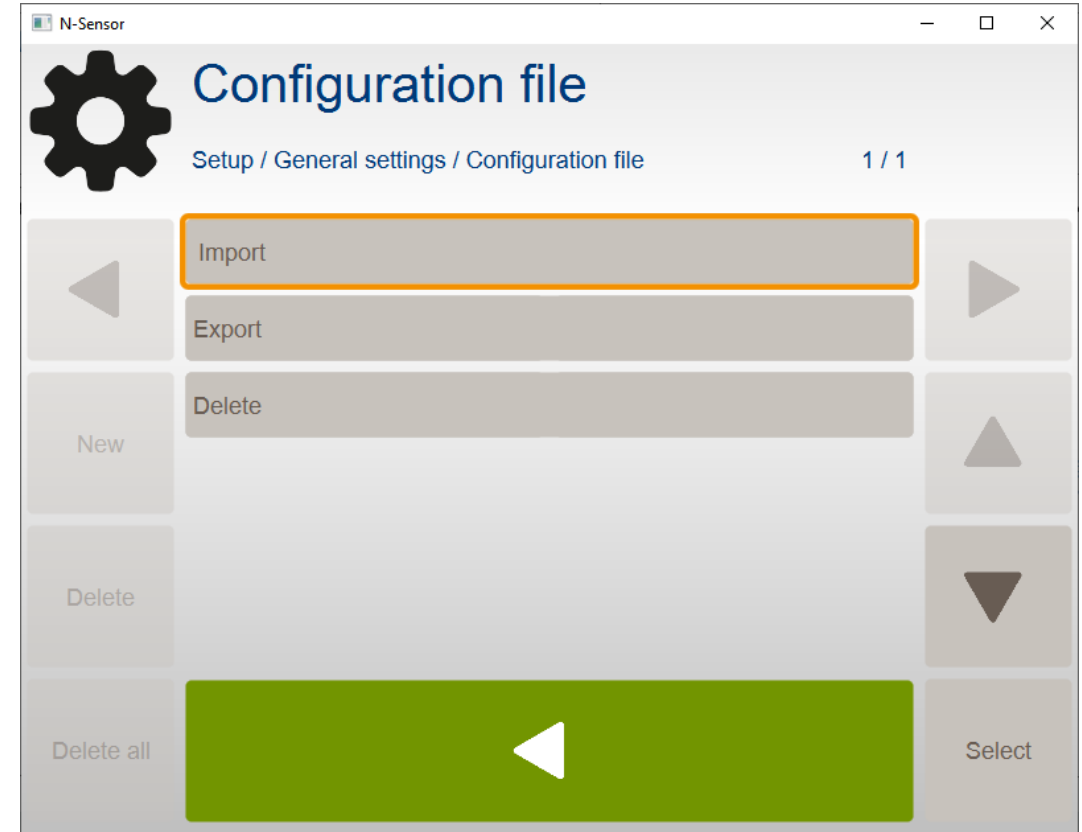 N-Sensor
Configuration file
Setup / General settings / Configuration file 1 / 1
Import
Export
Delete
New
Delete
Delete all
Select